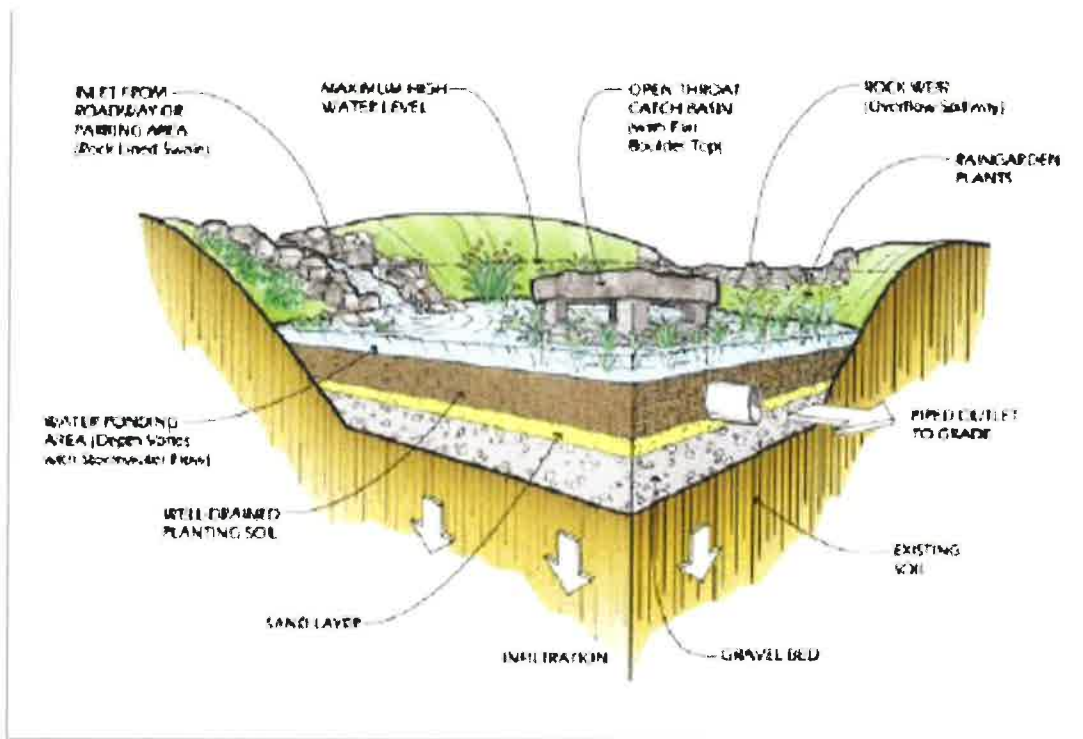 INLET FROM
ROADWAY OR
PARKING AREA
(Rock Lined Swale)
MAXIMUM HIGH
WATER LEVEL
OPEN THROAT
CATCH BASIN
(with Flat
Boulder Top)
ROCK WEIR
(Overflow Spillway)
RAINGARDEN
PLANTS
WATER PONDING
AREA (Depth Varies
with Stormwater Flow)
PIPED OUTLET
TO GRADE
WELL-DRAINED
PLANTING SOIL
EXISTING
SOIL
SAND LAYER
INFILTRATION
GRAVEL BED